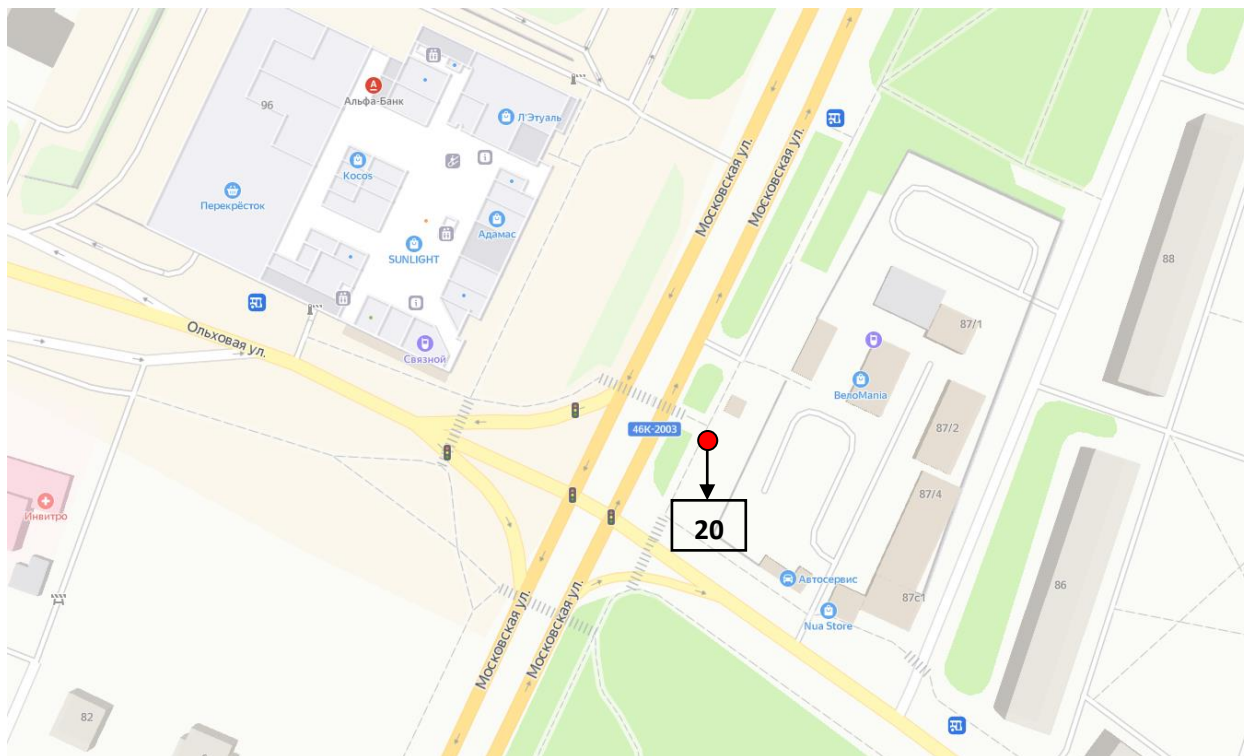 96
Альфа-Банк
Л'Этуаль
Kocos
Перекрёсток
Адамас
SUNLIGHT
Связной
Ольховая ул.
Московская ул.
Московская ул.
88
87/1
ВелоMania
87/2
46К-2003
87/4
20
Инвитро
Автосервис
87с1
86
Nua Store
Московская ул.
Московская ул.
82